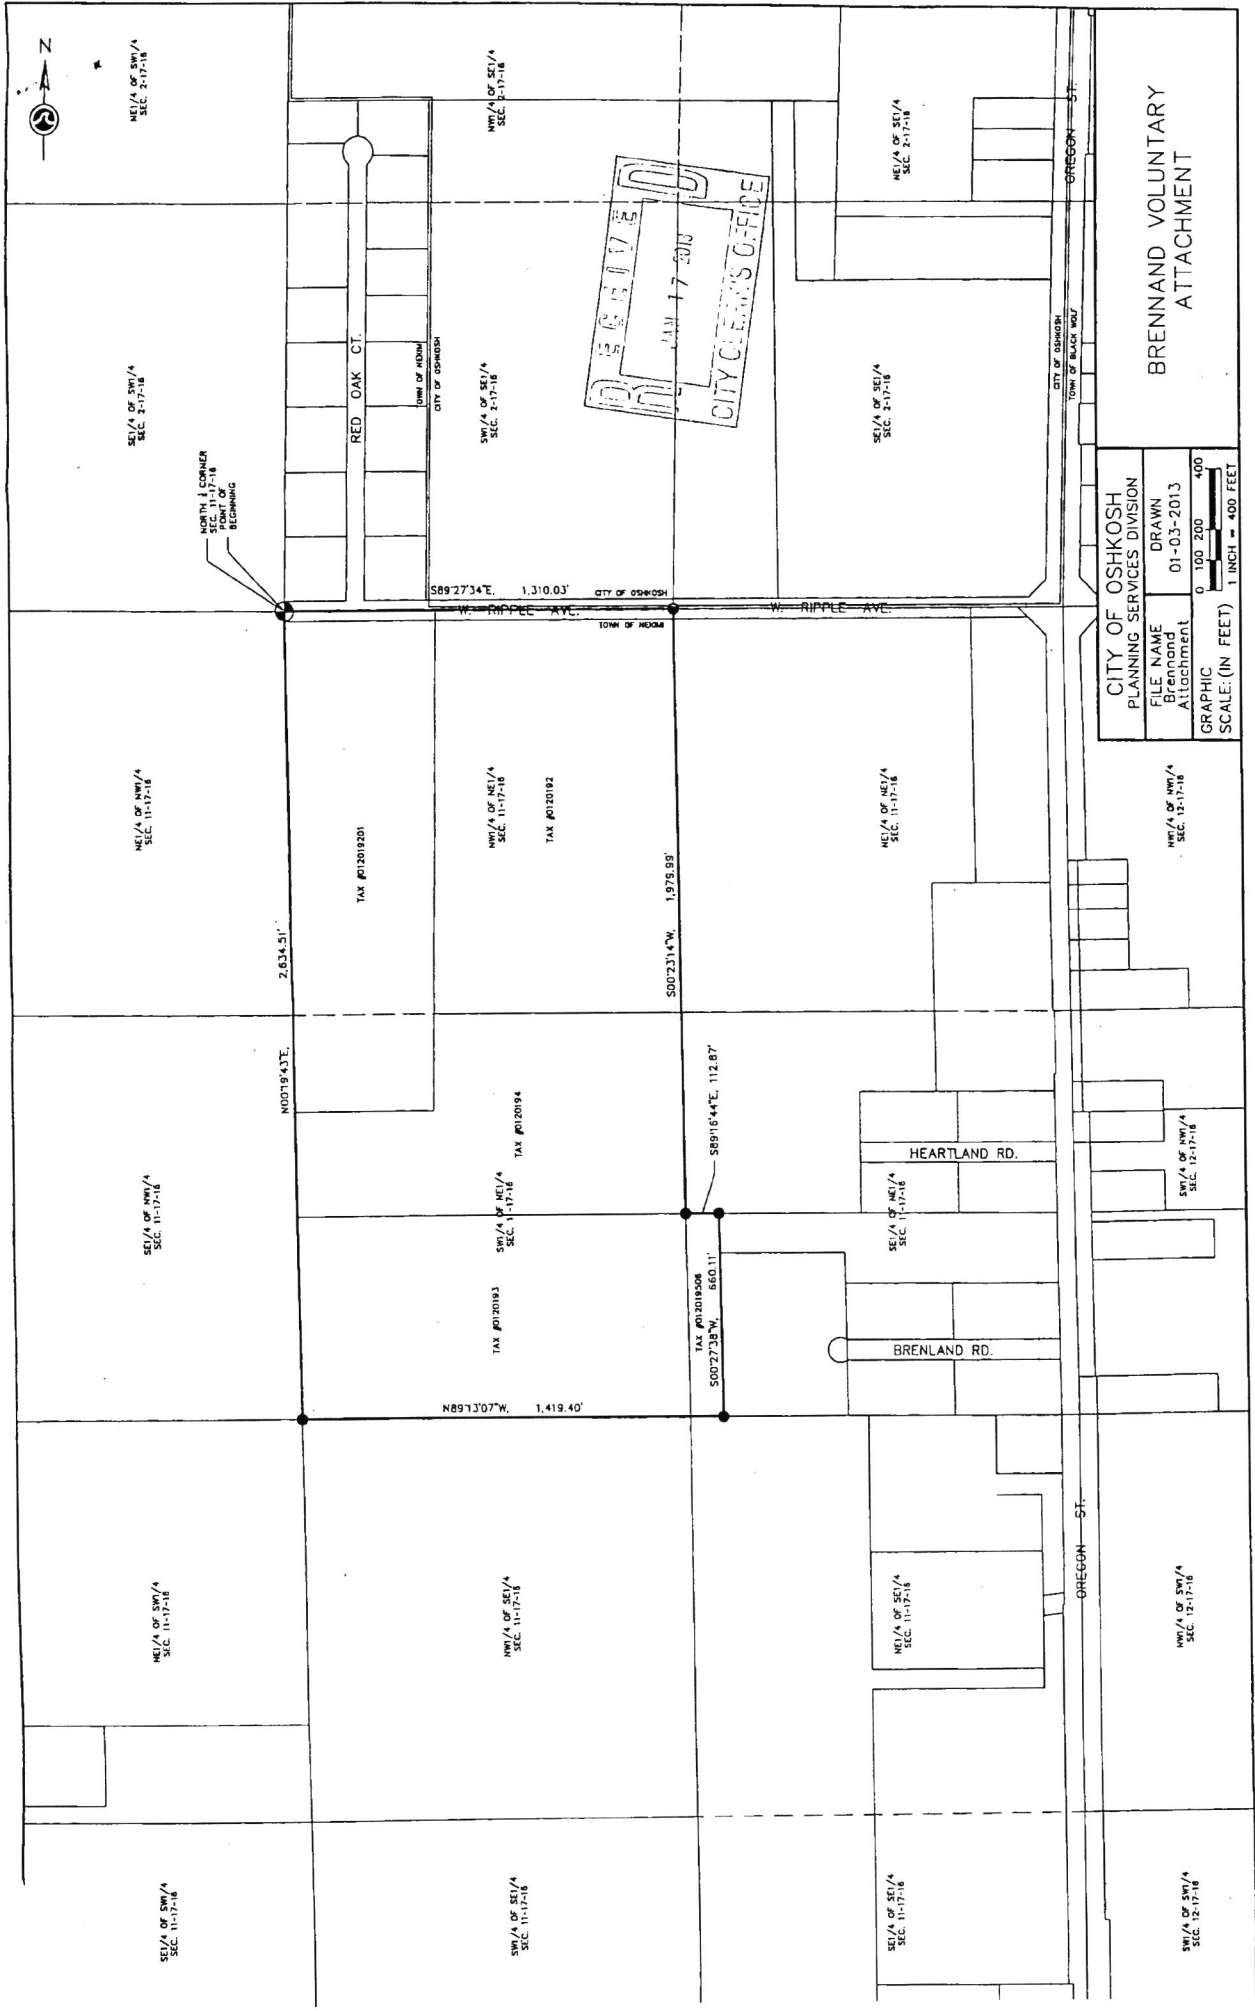 N
NE1/4 OF SW1/4
SEC. 2-17-16
NW1/4 OF SE1/4
SEC. 2-17-16
NE1/4 OF SE1/4
SEC. 2-17-16
OREGON ST.
SE1/4 OF SW1/4
SEC. 2-17-16
RED OAK CT.
TOWN OF NEKIMI
CITY OF OSHKOSH
SW1/4 OF SE1/4
SEC. 2-17-16
RECEIVED
JAN 17 2013
CITY CLERK'S OFFICE
SE1/4 OF SE1/4
SEC. 2-17-16
CITY OF OSHKOSH
TOWN OF BLACK WOLF
NORTH 1/4 CORNER
SEC. 11-17-16
POINT OF
BEGINNING
S89°27'34"E, 1,310.03'
CITY OF OSHKOSH
W. RIPPLE AVE.
W. RIPPLE AVE.
TOWN OF NEKIMI
NE1/4 OF NW1/4
SEC. 11-17-16
TAX #012019201
NW1/4 OF NE1/4
SEC. 11-17-16
TAX #0120192
NE1/4 OF NE1/4
SEC. 11-17-16
NW1/4 OF NW1/4
SEC. 12-17-16
N00°19'43"E, 2,634.51'
S00°23'14"W, 1,979.99'
SE1/4 OF NW1/4
SEC. 11-17-16
TAX #0120194
SW1/4 OF NE1/4
SEC. 11-17-16
TAX #0120193
S89°16'44"E, 112.87'
TAX #012019506
S00°27'38"W, 660.11'
HEARTLAND RD.
SE1/4 OF NE1/4
SEC. 11-17-16
BRENLAND RD.
SW1/4 OF NW1/4
SEC. 12-17-16
N89°13'07"W, 1,419.40'
NE1/4 OF SW1/4
SEC. 11-17-16
NW1/4 OF SE1/4
SEC. 11-17-16
NE1/4 OF SE1/4
SEC. 11-17-16
OREGON ST.
NW1/4 OF SW1/4
SEC. 12-17-16
SE1/4 OF SW1/4
SEC. 11-17-16
SW1/4 OF SE1/4
SEC. 11-17-16
SE1/4 OF SE1/4
SEC. 11-17-16
SW1/4 OF SW1/4
SEC. 12-17-16
CITY OF OSHKOSH
PLANNING SERVICES DIVISION
FILE NAME
Brennand
Attachment
DRAWN
01-03-2013
GRAPHIC
SCALE: (IN FEET)
0 100 200 400
1 INCH = 400 FEET
BRENNAND VOLUNTARY
ATTACHMENT